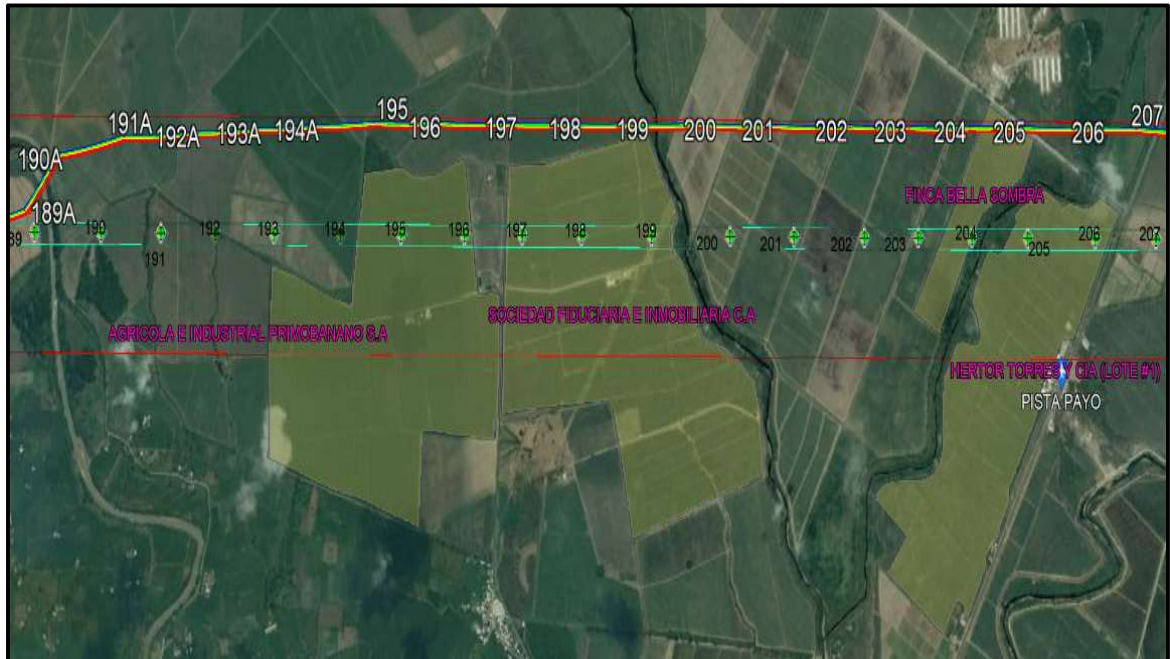 191A
192A
193A
194A
195
196
197
198
199
200
201
202
203
204
205
206
207
190A
189A
89
190
191
192
193
194
195
196
197
198
199
200
201
202
203
204
205
206
207
FINCA BELLA SOMBRA
AGRICOLA E INDUSTRIAL PRIMOBANANO S.A
SOCIEDAD FIDUCIARIA E INMOBILIARIA C.A
HERTOR TORRES Y CIA (LOTE #1)
PISTA PAYO